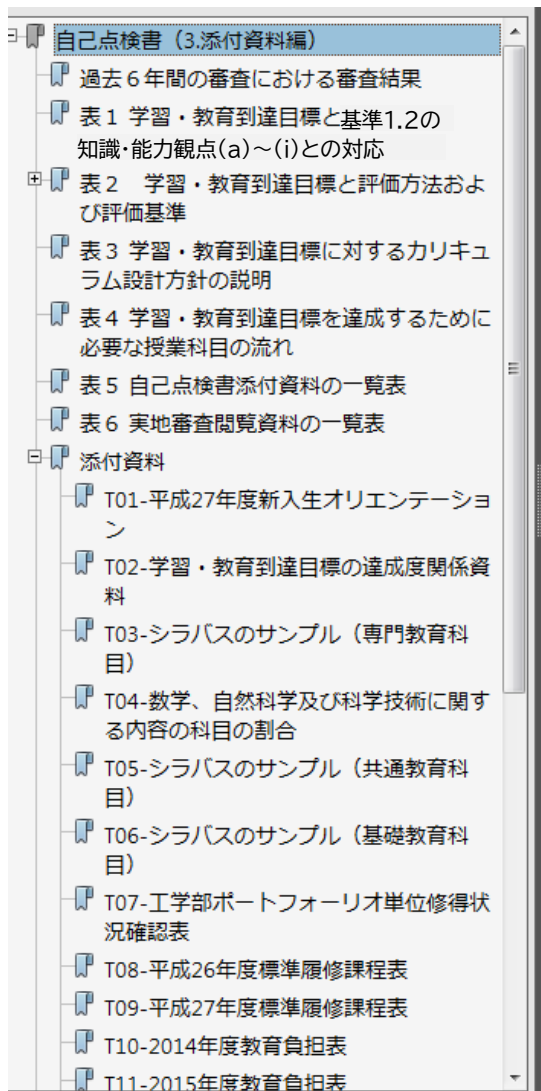 自己点検書（3.添付資料編）
過去６年間の審査における審査結果
表１ 学習・教育到達目標と基準1.2の
知識・能力観点(a)～(i)との対応
表２　学習・教育到達目標と評価方法およ
び評価基準
表３ 学習・教育到達目標に対するカリキュ
ラム設計方針の説明
表４ 学習・教育到達目標を達成するために
必要な授業科目の流れ
表５ 自己点検書添付資料の一覧表
表６ 実地審査閲覧資料の一覧表
添付資料
T01-平成27年度新入生オリエンテーショ
ン
T02-学習・教育到達目標の達成度関係資
料
T03-シラバスのサンプル（専門教育科
目）
T04-数学、自然科学及び科学技術に関す
る内容の科目の割合
T05-シラバスのサンプル（共通教育科
目）
T06-シラバスのサンプル（基礎教育科
目）
T07-工学部ポートフォーリオ単位修得状
況確認表
T08-平成26年度標準履修課程表
T09-平成27年度標準履修課程表
T10-2014年度教育負担表
T11-2015年度教育負担表